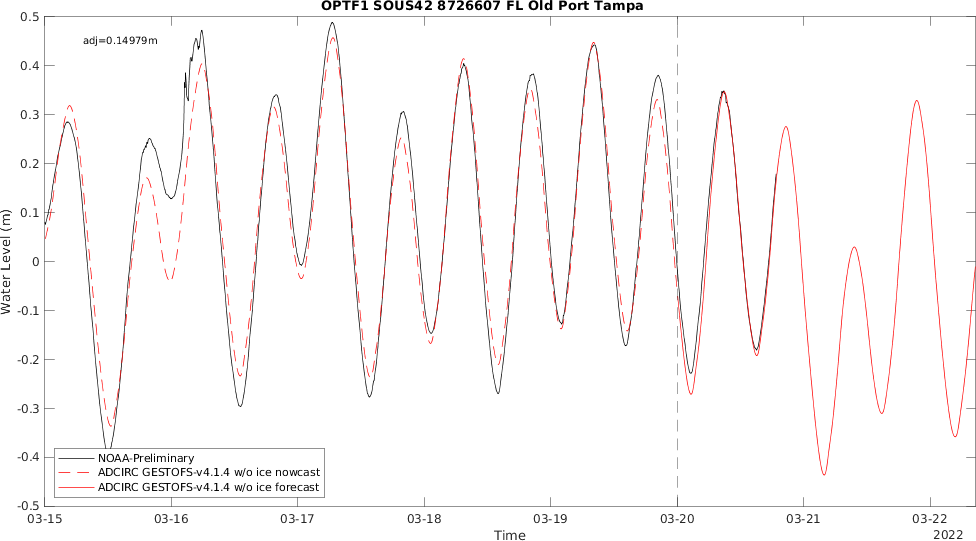 OPTF1 SOUS42 8726607 FL Old Port Tampa
adj=0.14979m
0.5
0.4
0.3
0.2
0.1
0
-0.1
-0.2
-0.3
-0.4
-0.5
Water Level (m)
NOAA-Preliminary
ADCIRC GESTOFS-v4.1.4 w/o ice nowcast
ADCIRC GESTOFS-v4.1.4 w/o ice forecast
03-15 03-16 03-17 03-18 03-19 03-20 03-21 03-22
Time
2022